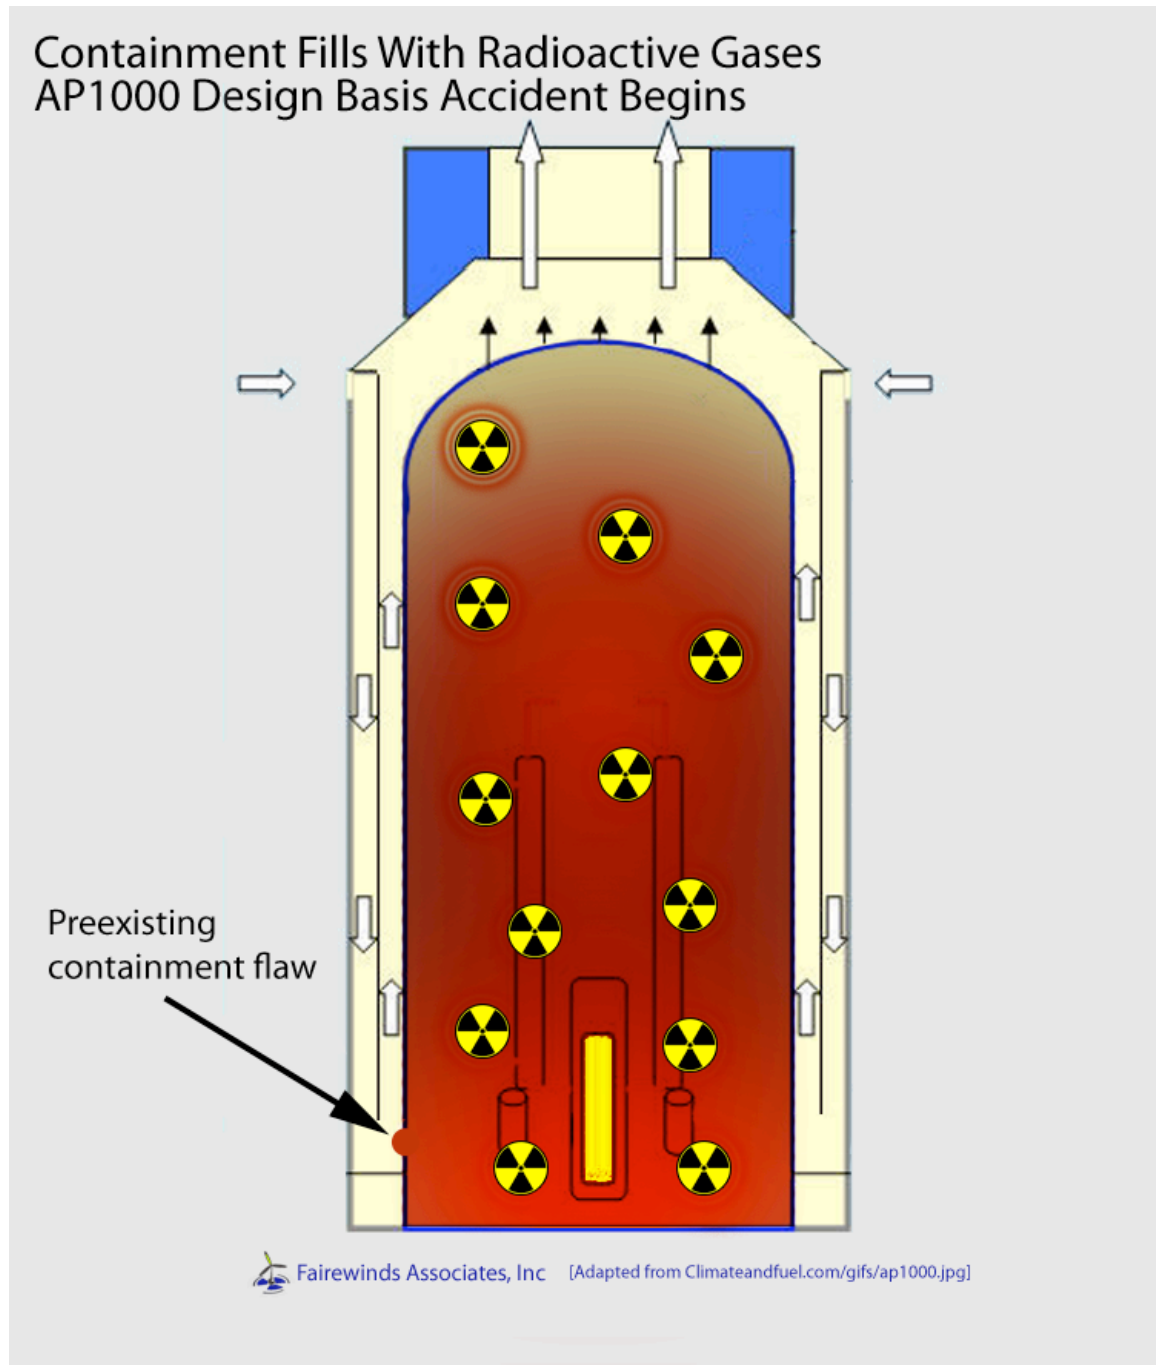 Containment Fills With Radioactive Gases
AP1000 Design Basis Accident Begins
Preexisting
containment flaw
Fairewinds Associates, Inc [Adapted from Climateandfuel.com/gifs/ap1000.jpg]